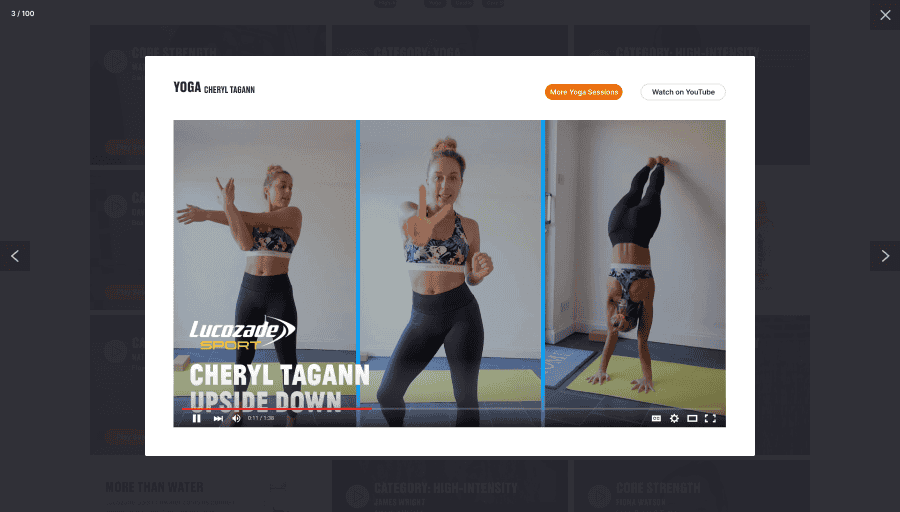 3 / 100
CORE STRENGTH
CATEGORY: YOGA
CATEGORY: HIGH-INTENSITY
YOGA CHERYL TAGANN
More Yoga Sessions
Watch on YouTube
LUCOZADE
SPORT
CHERYL TAGANN
UPSIDE DOWN
0:11 / 1:38
MORE THAN WATER
CATEGORY: HIGH-INTENSITY
CORE STRENGTH